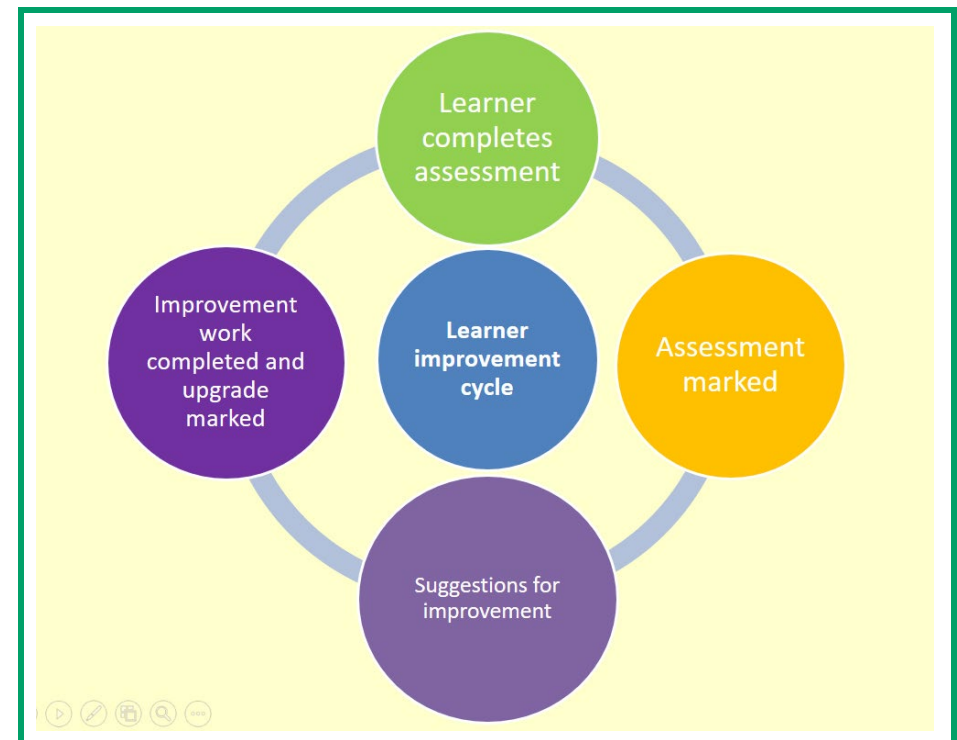 Learner
completes
assessment
Improvement
work
completed and
upgrade
marked
Learner
improvement
cycle
Assessment
marked
Suggestions for
improvement